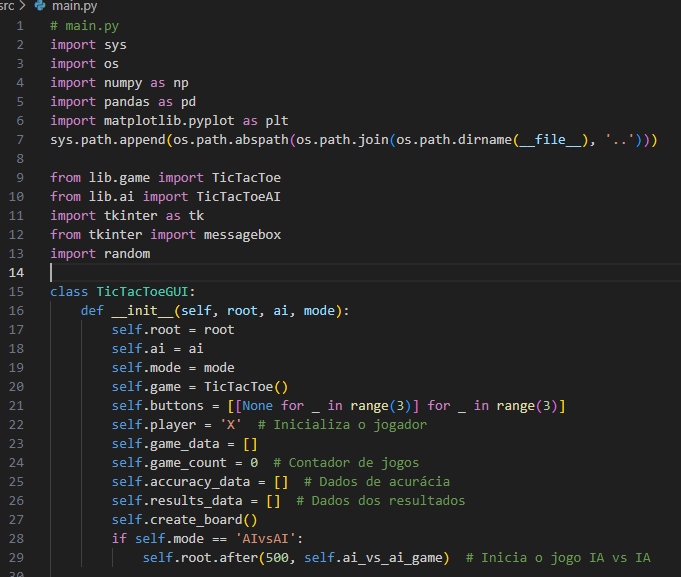 src > main.py
1 # main.py
2 import sys
3 import os
4 import numpy as np
5 import pandas as pd
6 import matplotlib.pyplot as plt
7 sys.path.append(os.path.abspath(os.path.join(os.path.dirname(__file__), '..')))
8
9 from lib.game import TicTacToe
10 from lib.ai import TicTacToeAI
11 import tkinter as tk
12 from tkinter import messagebox
13 import random
14
15 class TicTacToeGUI:
16     def __init__(self, root, ai, mode):
17         self.root = root
18         self.ai = ai
19         self.mode = mode
20         self.game = TicTacToe()
21         self.buttons = [[None for _ in range(3)] for _ in range(3)]
22         self.player = 'X'  # Inicializa o jogador
23         self.game_data = []
24         self.game_count = 0  # Contador de jogos
25         self.accuracy_data = []  # Dados de acurácia
26         self.results_data = []  # Dados dos resultados
27         self.create_board()
28         if self.mode == 'AIvsAI':
29             self.root.after(500, self.ai_vs_ai_game)  # Inicia o jogo IA vs IA